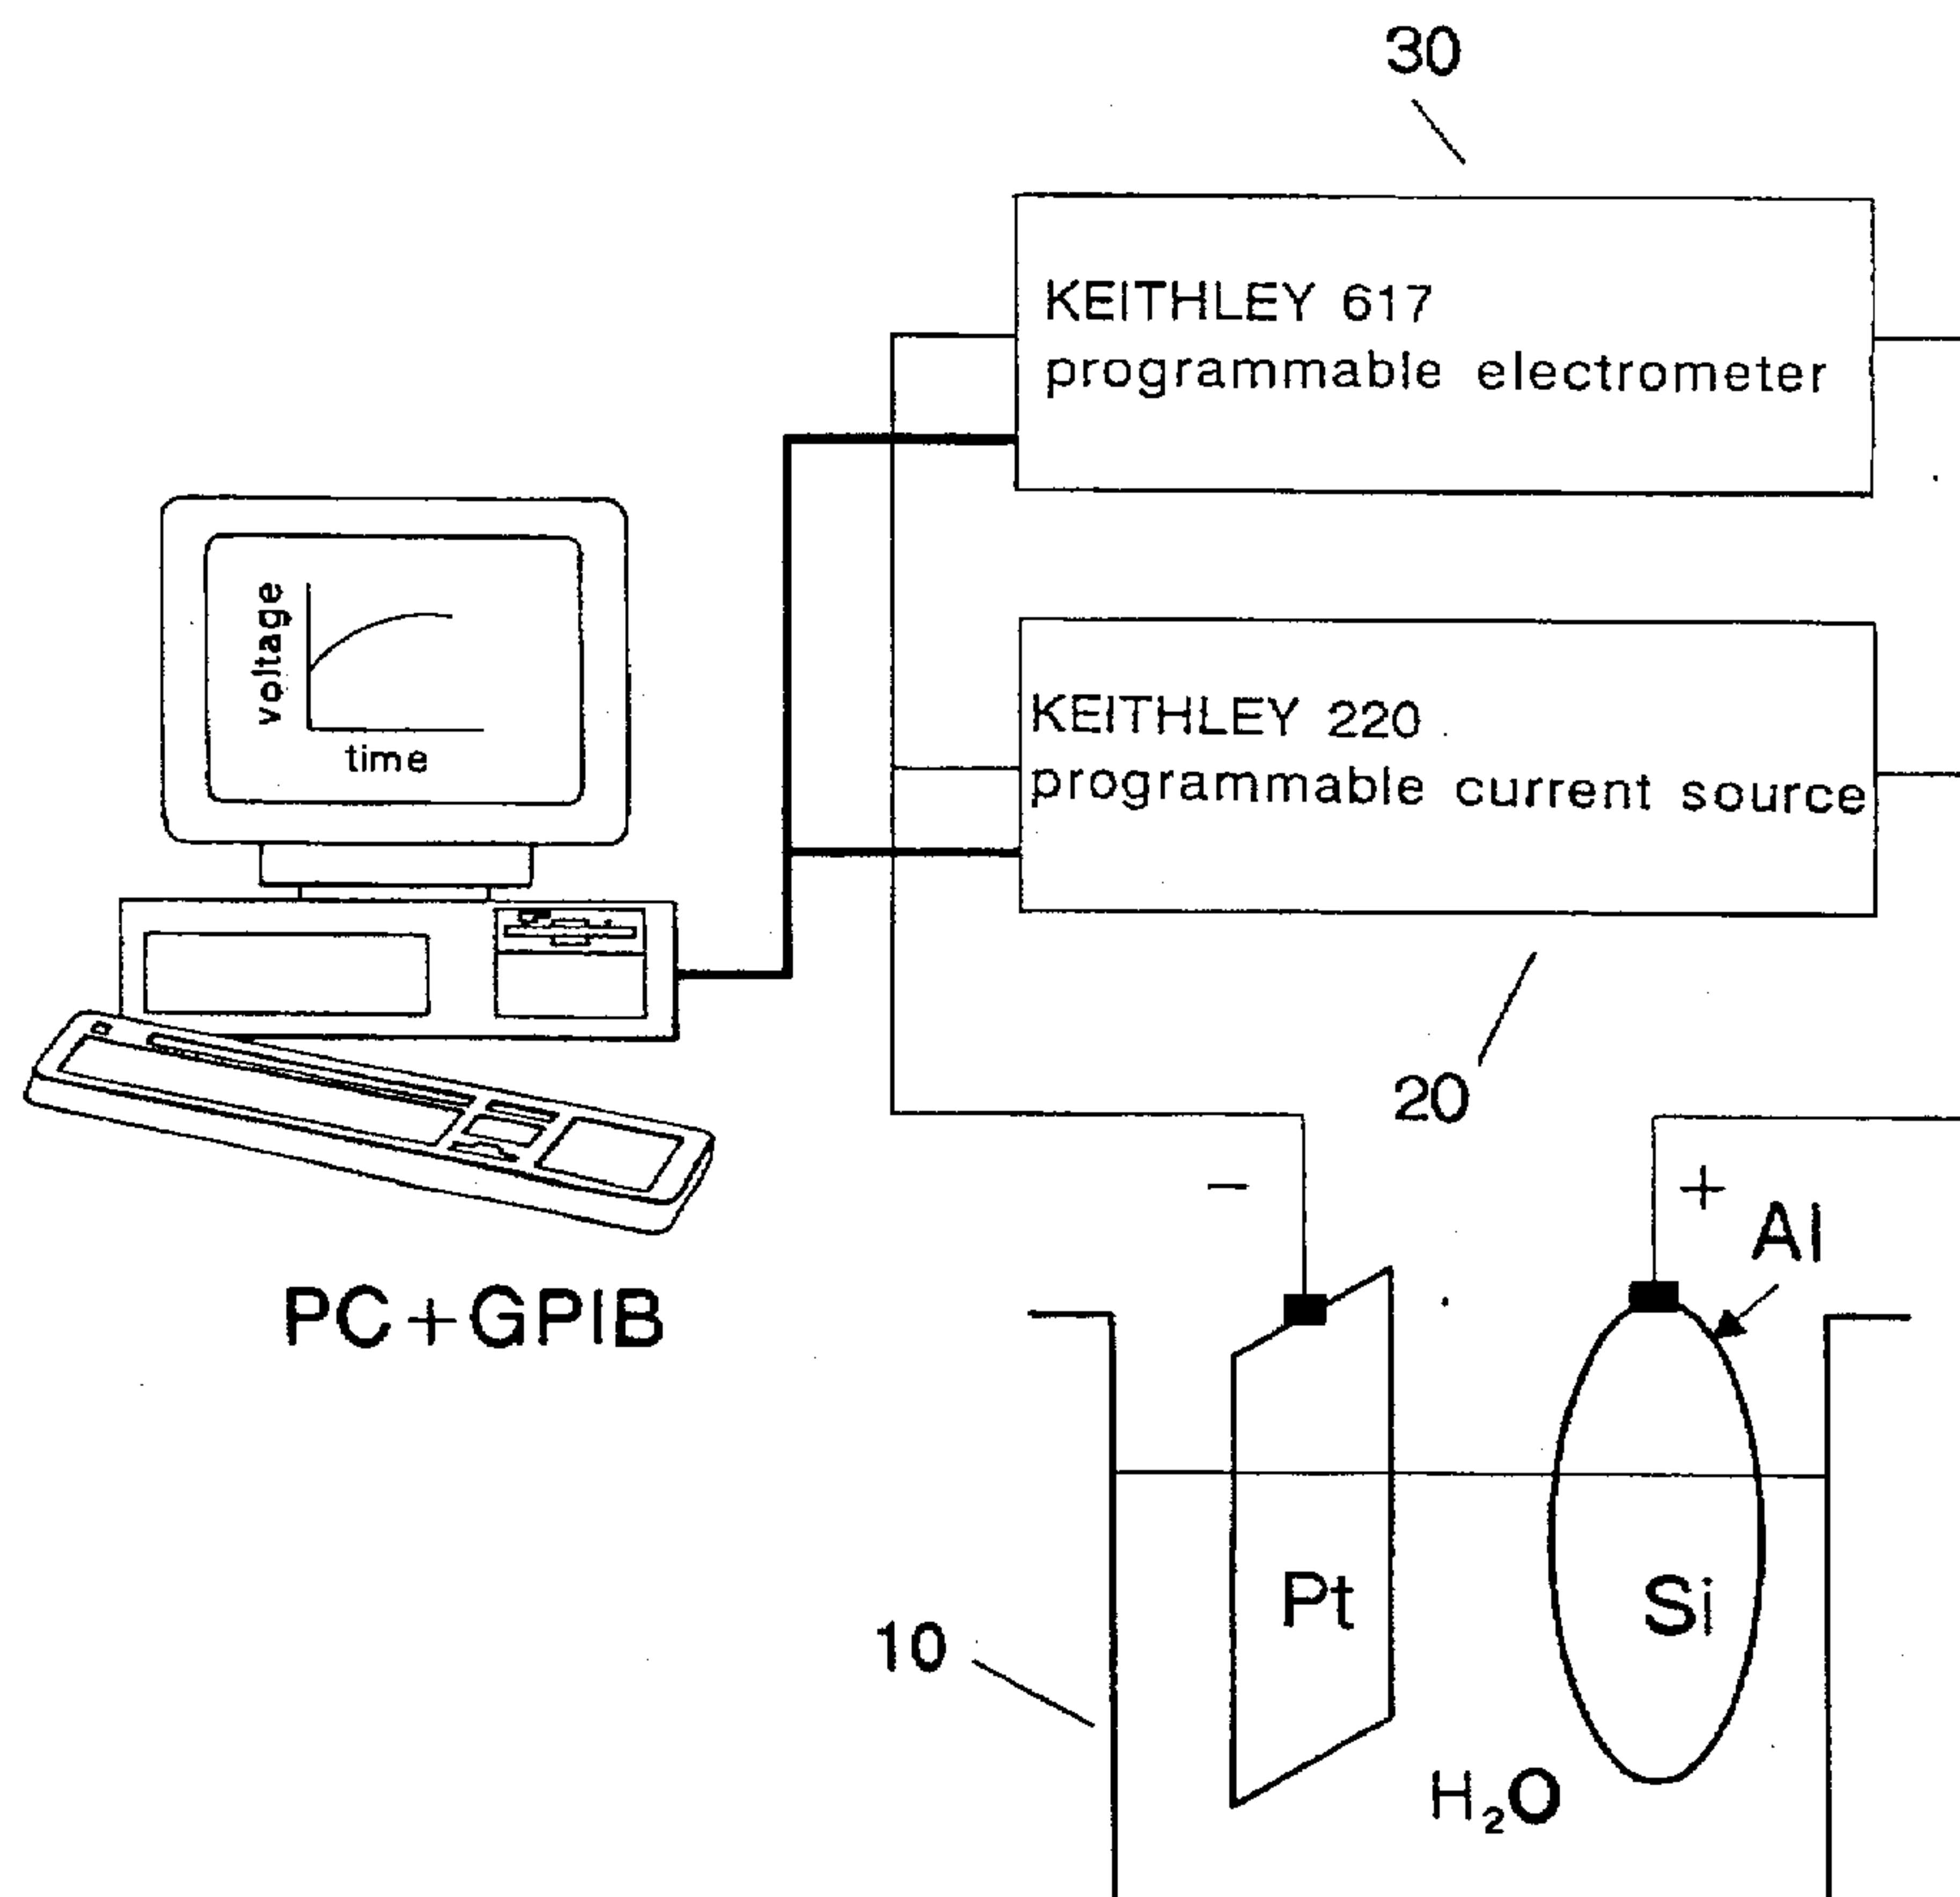 30
KEITHLEY 617
programmable electrometer
voltage
time
KEITHLEY 220
programmable current source
20
−
+
Al
PC+GPIB
Pt
Si
10
H₂O